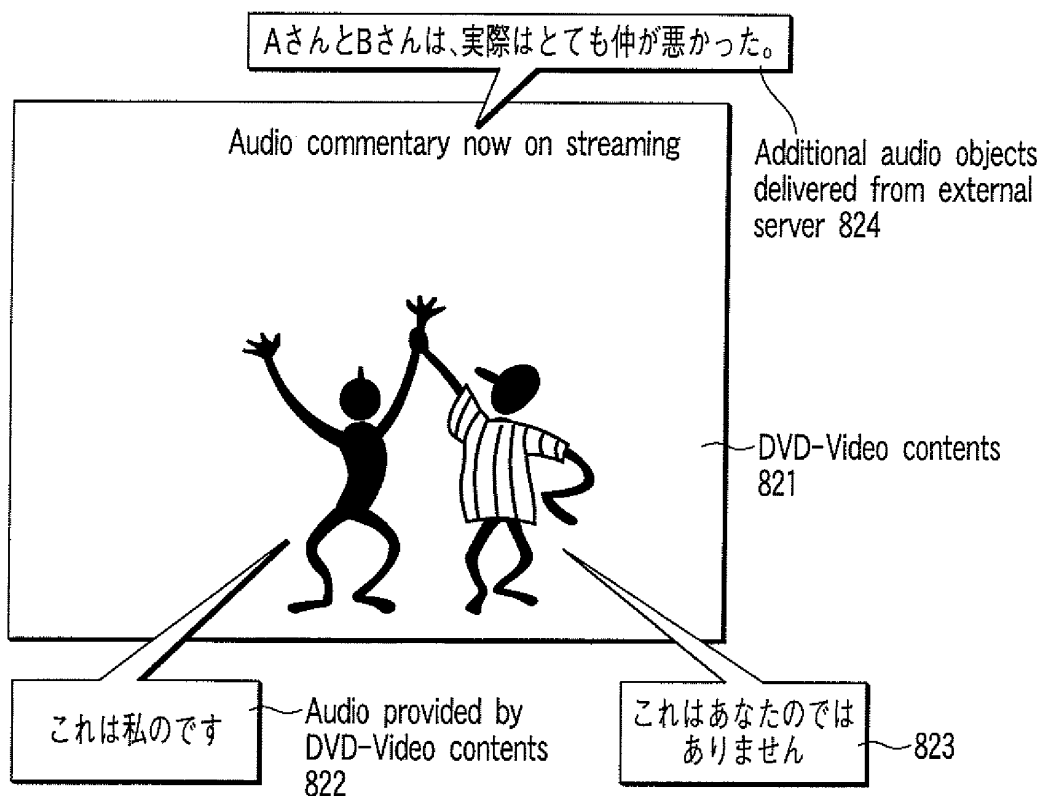 AさんとBさんは、実際はとても仲が悪かった。
Audio commentary now on streaming
Additional audio objects
delivered from external
server 824
DVD-Video contents
821
これは私のです
Audio provided by
DVD-Video contents
822
これはあなたのでは
ありません
823